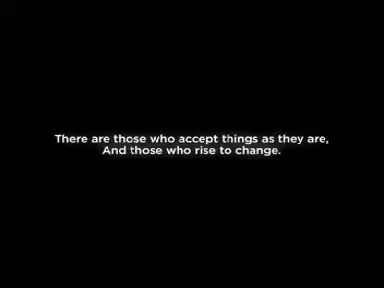 There are those who accept things as they are,
And those who rise to change.